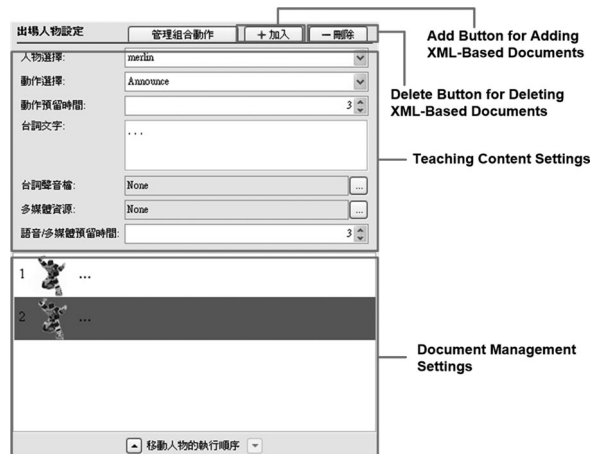 出場人物設定 管理組合動作 +加入 −刪除
人物選擇: merlin
動作選擇: Announce
動作預留時間: 3
台詞文字: ...
台詞聲音檔: None ...
多媒體資源: None ...
語音/多媒體預留時間: 3
1 ...
2 ...
移動人物的執行順序
Add Button for Adding
XML-Based Documents
Delete Button for Deleting
XML-Based Documents
Teaching Content Settings
Document Management
Settings